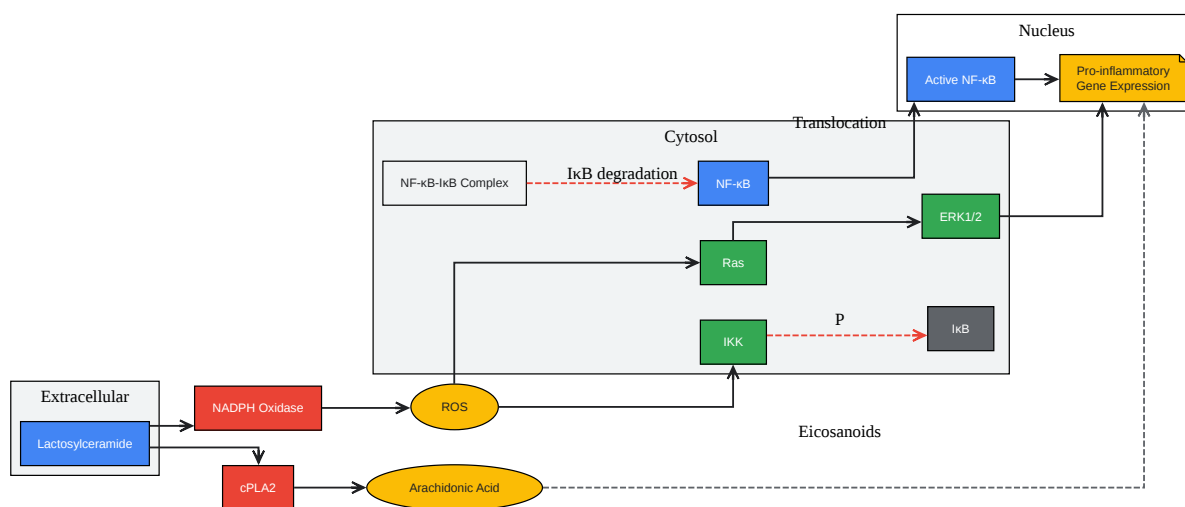 Nucleus
Active NF-κB
Pro-inflammatory
Gene Expression
Translocation
Cytosol
NF-κB-IκB Complex
IκB degradation
NF-κB
ERK1/2
Ras
P
IKK
IκB
Extracellular
Lactosylceramide
NADPH Oxidase
ROS
Eicosanoids
cPLA2
Arachidonic Acid